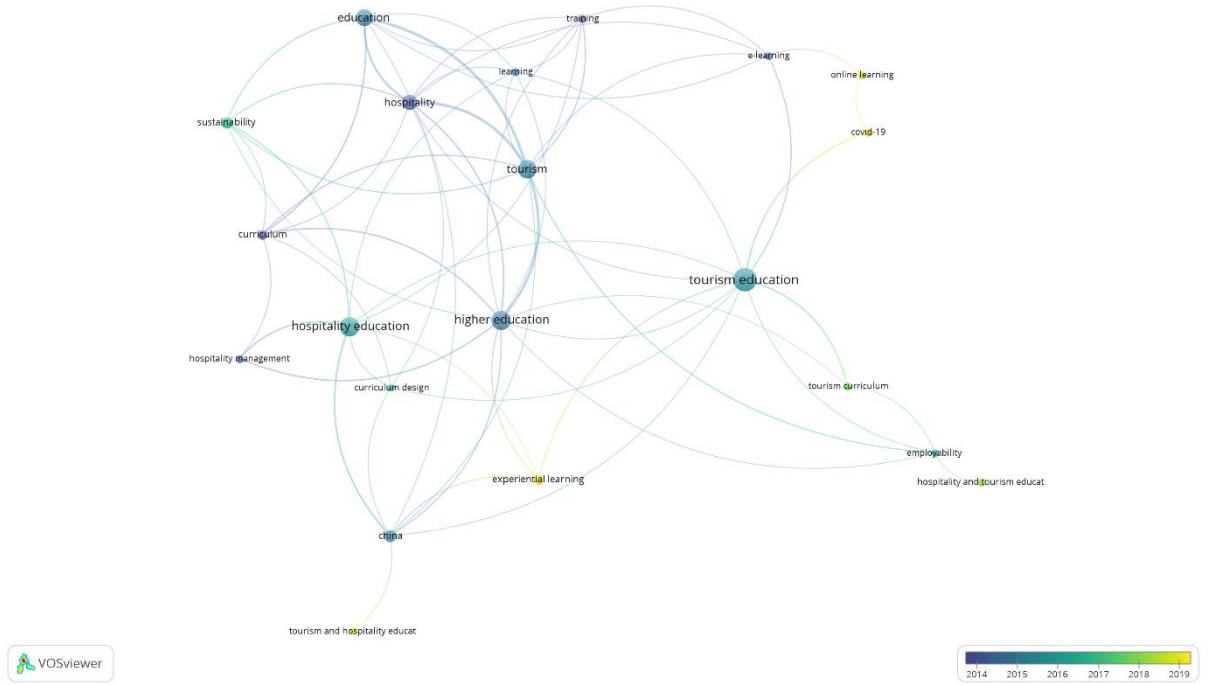 education
training
e-learning
learning
online learning
hospitality
sustainability
covid-19
tourism
curriculum
tourism education
hospitality education
higher education
hospitality management
curriculum design
tourism curriculum
employability
experiential learning
hospitality and tourism educat
china
tourism and hospitality educat
VOSviewer
2014 2015 2016 2017 2018 2019